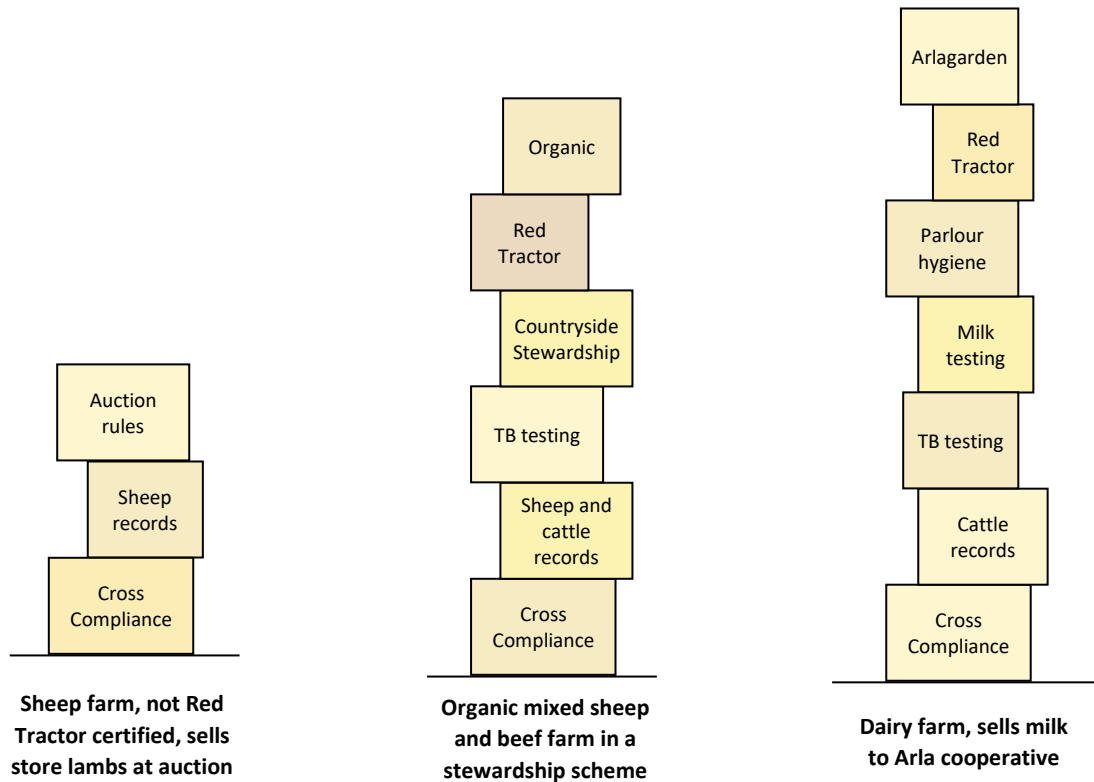 Auction
rules
Sheep
records
Cross
Compliance
Sheep farm, not Red
Tractor certified, sells
store lambs at auction
Organic
Red
Tractor
Countryside
Stewardship
TB testing
Sheep and
cattle
records
Cross
Compliance
Organic mixed sheep
and beef farm in a
stewardship scheme
Arlagarden
Red
Tractor
Parlour
hygiene
Milk
testing
TB testing
Cattle
records
Cross
Compliance
Dairy farm, sells milk
to Arla cooperative